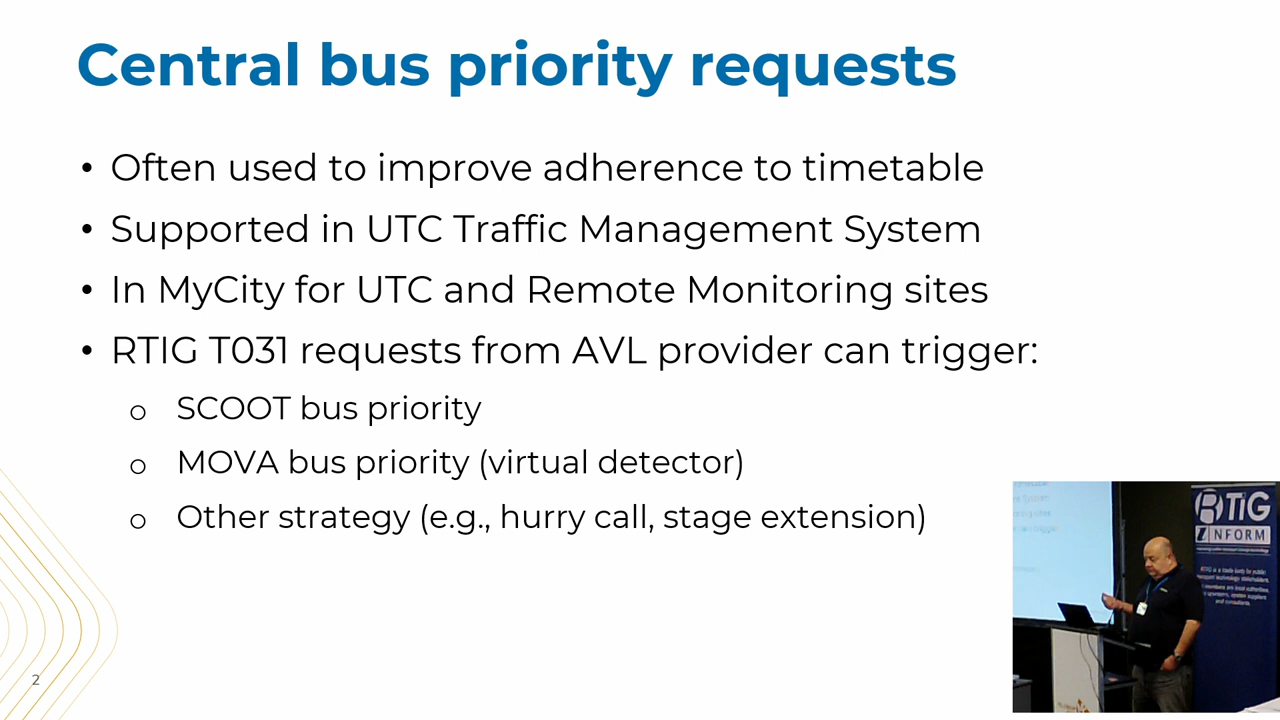 Central bus priority requests
• Often used to improve adherence to timetable
• Supported in UTC Traffic Management System
• In MyCity for UTC and Remote Monitoring sites
• RTIG T031 requests from AVL provider can trigger:
o SCOOT bus priority
o MOVA bus priority (virtual detector)
o Other strategy (e.g., hurry call, stage extension)
RTIG
INFORM
2